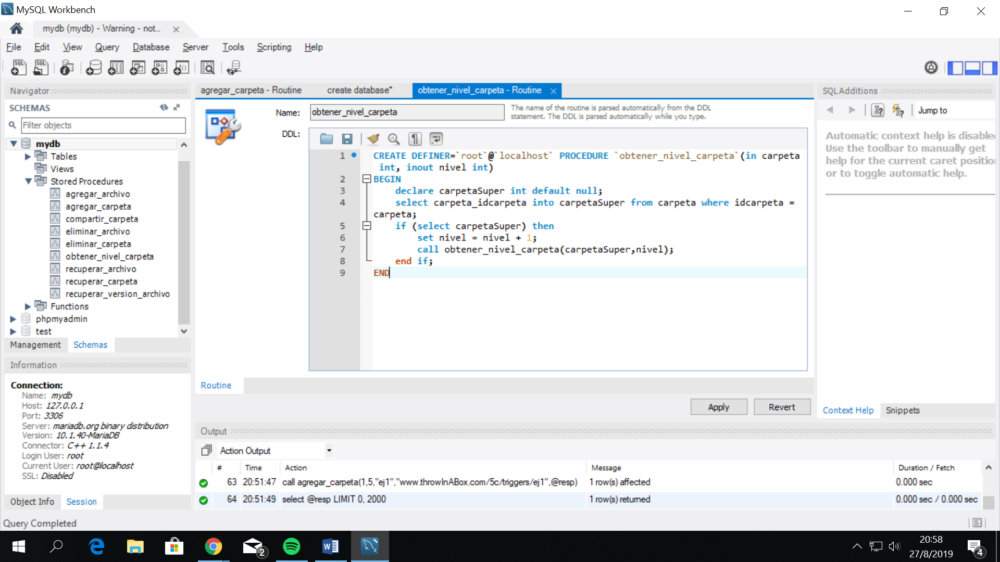 MySQL Workbench
mydb (mydb) - Warning - not...
File Edit View Query Database Server Tools Scripting Help
Navigator
SCHEMAS
Filter objects
mydb
Tables
Views
Stored Procedures
agregar_archivo
agregar_carpeta
compartir_carpeta
eliminar_archivo
eliminar_carpeta
obtener_nivel_carpeta
recuperar_archivo
recuperar_carpeta
recuperar_version_archivo
Functions
phpmyadmin
test
Management Schemas
Information
Connection:
Name: mydb
Host: 127.0.0.1
Port: 3306
Server: mariadb.org binary distribution
Version: 10.1.40-MariaDB
Connector: C++ 1.1.4
Login User: root
Current User: root@localhost
SSL: Disabled
Object Info Session
Query Completed
agregar_carpeta - Routine create database* obtener_nivel_carpeta - Routine
Name: obtener_nivel_carpeta
The name of the routine is parsed automatically from the DDL
statement. The DDL is parsed automatically while you type.
DDL:
1 CREATE DEFINER=`root`@`localhost` PROCEDURE `obtener_nivel_carpeta`(in carpeta
int, inout nivel int)
2 BEGIN
3 declare carpetaSuper int default null;
4 select carpeta_idcarpeta into carpetaSuper from carpeta where idcarpeta =
carpeta;
5 if (select carpetaSuper) then
6 set nivel = nivel + 1;
7 call obtener_nivel_carpeta(carpetaSuper,nivel);
8 end if;
9 END
Routine
Apply Revert
SQLAdditions
Jump to
Automatic context help is disable
Use the toolbar to manually get
help for the current caret positio
or to toggle automatic help.
Context Help Snippets
Output
Action Output
# Time Action Message Duration / Fetch
63 20:51:47 call agregar_carpeta(1,5,"ej1","www.throwInABox.com/5c/triggers/ej1",@resp) 1 row(s) affected 0.000 sec
64 20:51:49 select @resp LIMIT 0, 2000 1 row(s) returned 0.000 sec / 0.000 sec
2
20:58
27/8/2019
4